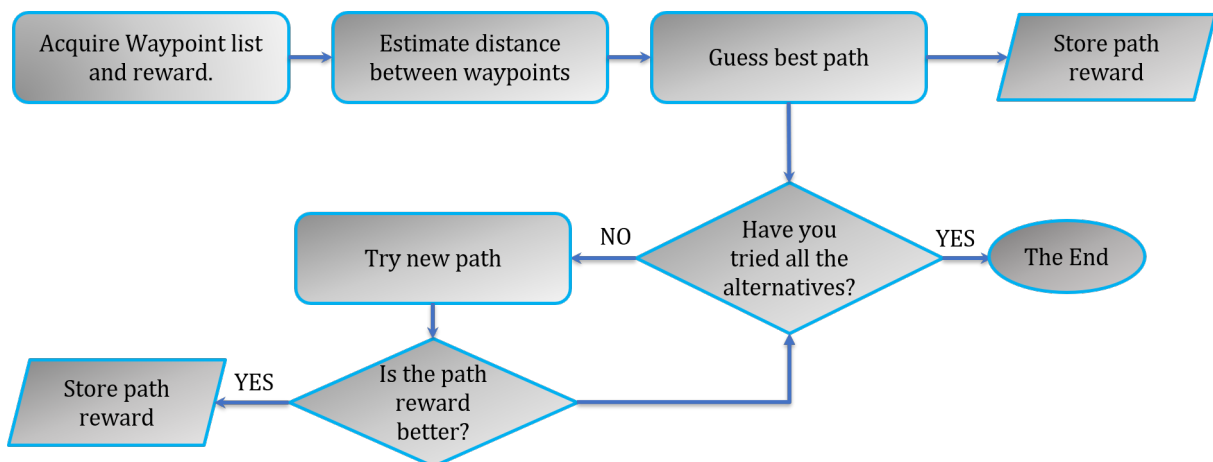 Acquire Waypoint list
and reward.
Estimate distance
between waypoints
Guess best path
Store path
reward
Have you
tried all the
alternatives?
NO
YES
The End
Try new path
Is the path
reward
better?
YES
Store path
reward